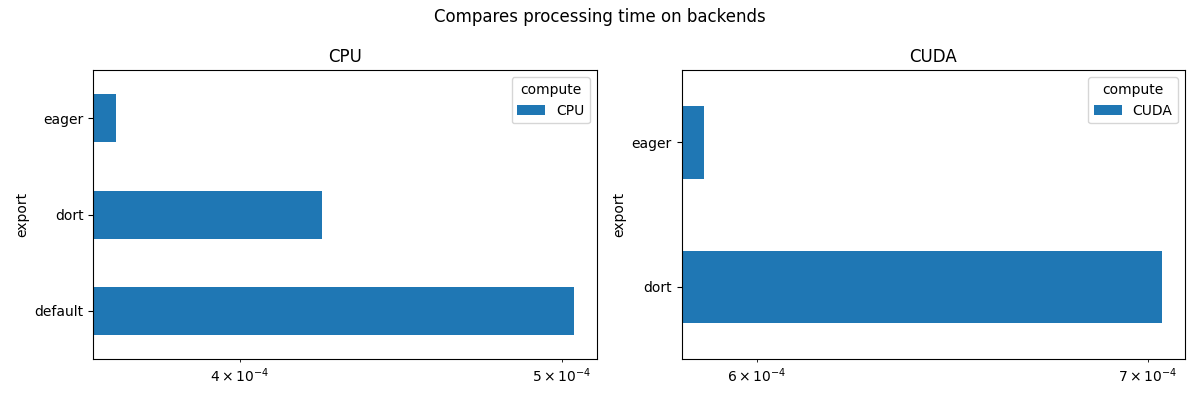 Compares processing time on backends
CPU
compute
CPU
eager
dort
default
export
4 × 10⁻⁴
5 × 10⁻⁴
CUDA
compute
CUDA
eager
dort
export
6 × 10⁻⁴
7 × 10⁻⁴